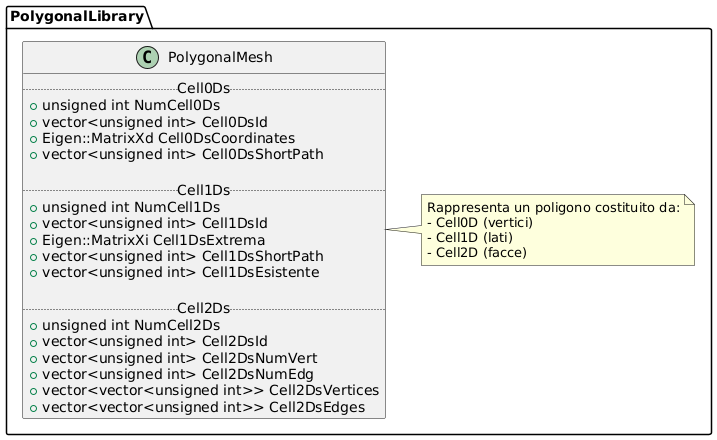 PolygonalLibrary
C PolygonalMesh
Cell0Ds
unsigned int NumCell0Ds
vector<unsigned int> Cell0DsId
Eigen::MatrixXd Cell0DsCoordinates
vector<unsigned int> Cell0DsShortPath
Cell1Ds
unsigned int NumCell1Ds
vector<unsigned int> Cell1DsId
Eigen::MatrixXi Cell1DsExtrema
vector<unsigned int> Cell1DsShortPath
vector<unsigned int> Cell1DsEsistente
Cell2Ds
unsigned int NumCell2Ds
vector<unsigned int> Cell2DsId
vector<unsigned int> Cell2DsNumVert
vector<unsigned int> Cell2DsNumEdg
vector<vector<unsigned int>> Cell2DsVertices
vector<vector<unsigned int>> Cell2DsEdges
Rappresenta un poligono costituito da:
- Cell0D (vertici)
- Cell1D (lati)
- Cell2D (facce)